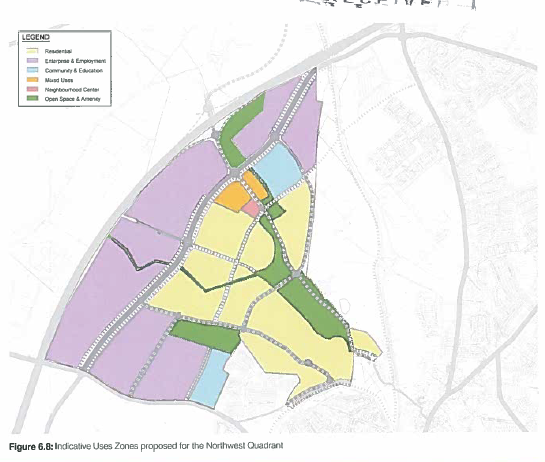 LEGEND
Residential
Enterprise & Employment
Community & Education
Mixed Uses
Neighbourhood Center
Open Space & Amenity
Figure 6.8: Indicative Uses Zones proposed for the Northwest Quadrant